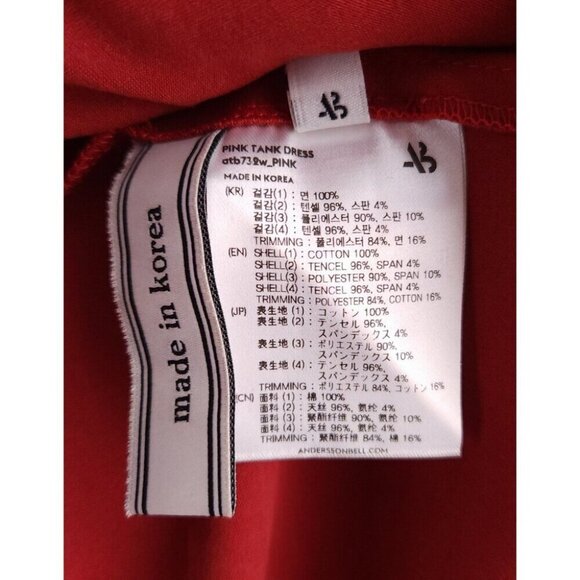 AB
AB
PINK TANK DRESS
atb739w_PINK
MADE IN KOREA
(KR) 겉감(1) : 면 100%
겉감(2) : 텐셀 96%, 스판 4%
겉감(3) : 폴리에스터 90%, 스판 10%
겉감(4) : 텐셀 96%, 스판 4%
TRIMMING : 폴리에스터 84%, 면 16%
(EN) SHELL(1) : COTTON 100%
SHELL(2) : TENCEL 96%, SPAN 4%
SHELL(3) : POLYESTER 90%, SPAN 10%
SHELL(4) : TENCEL 96%, SPAN 4%
TRIMMING : POLYESTER 84%, COTTON 16%
(JP) 表生地 (1) : コットン 100%
表生地 (2) : テンセル 96%,
スパンデックス 4%
表生地 (3) : ポリエステル 90%,
スパンデックス 10%
表生地 (4) : テンセル 96%,
スパンデックス 4%
TRIMMING : ポリエステル 84%, コットン 16%
(CN) 面料 (1) : 棉 100%
面料 (2) : 天丝 96%, 氨纶 4%
面料 (3) : 聚酯纤维 90%, 氨纶 10%
面料 (4) : 天丝 96%, 氨纶 4%
TRIMMING : 聚酯纤维 84%, 棉 16%
ANDERSSONBELL.COM
made in korea